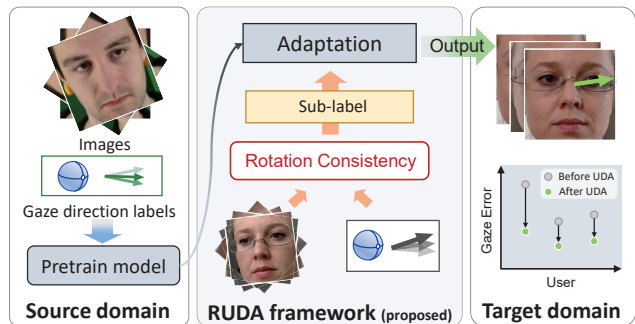 Images
Gaze direction labels
Pretrain model
Source domain
Adaptation
Sub-label
Rotation Consistency
RUDA framework (proposed)
Output
Before UDA
After UDA
Gaze Error
User
Target domain